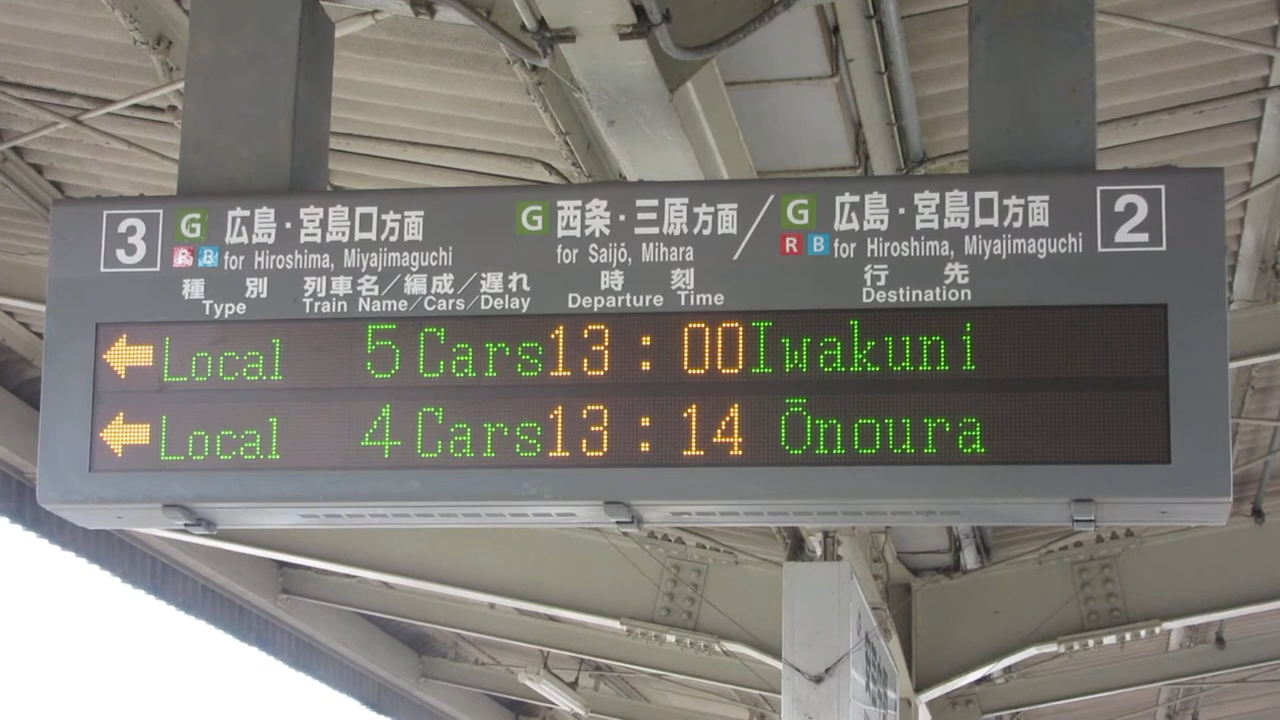 3 G 広島・宮島口方面 G 西条・三原方面 / G 広島・宮島口方面 2
R B for Hiroshima, Miyajimaguchi for Saijō, Mihara R B for Hiroshima, Miyajimaguchi
種別 列車名/編成/遅れ 時刻 行先
Type Train Name/Cars/Delay Departure Time Destination
← Local 5 Cars 13:00 Iwakuni
← Local 4 Cars 13:14 Ōnoura